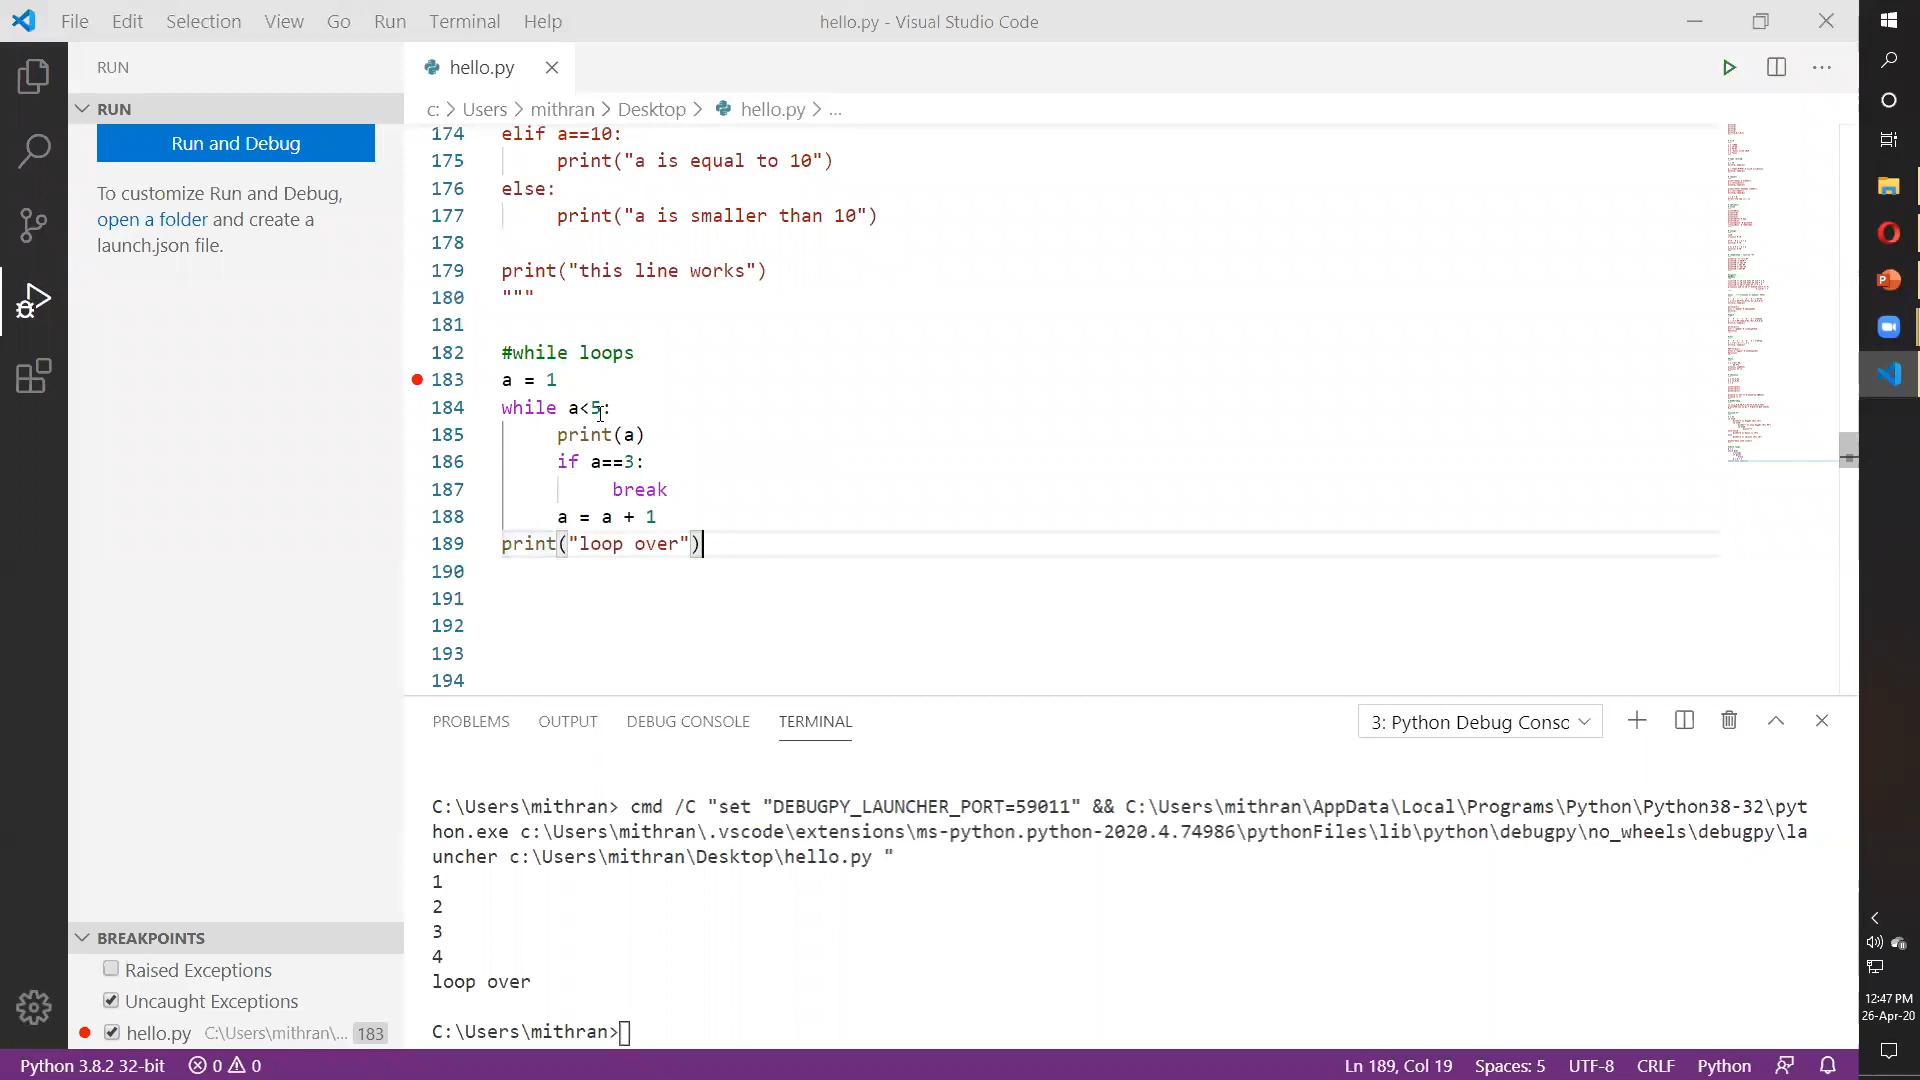 File Edit Selection View Go Run Terminal Help
hello.py - Visual Studio Code
RUN
hello.py
RUN
Run and Debug
To customize Run and Debug,
open a folder and create a
launch.json file.
c: > Users > mithran > Desktop > hello.py > ...
174 elif a==10:
175 print("a is equal to 10")
176 else:
177 print("a is smaller than 10")
178
179 print("this line works")
180 """
181
182 #while loops
183 a = 1
184 while a<5:
185 print(a)
186 if a==3:
187 break
188 a = a + 1
189 print("loop over")
190
191
192
193
194
PROBLEMS OUTPUT DEBUG CONSOLE TERMINAL
3: Python Debug Consc
C:\Users\mithran> cmd /C "set "DEBUGPY_LAUNCHER_PORT=59011" && C:\Users\mithran\AppData\Local\Programs\Python\Python38-32\pyt
hon.exe c:\Users\mithran\.vscode\extensions\ms-python.python-2020.4.74986\pythonFiles\lib\python\debugpy\no_wheels\debugpy\la
uncher c:\Users\mithran\Desktop\hello.py "
1
2
3
4
loop over
C:\Users\mithran>
BREAKPOINTS
Raised Exceptions
Uncaught Exceptions
hello.py C:\Users\mithran\... 183
Python 3.8.2 32-bit 0 0
Ln 189, Col 19 Spaces: 5 UTF-8 CRLF Python
12:47 PM
26-Apr-20